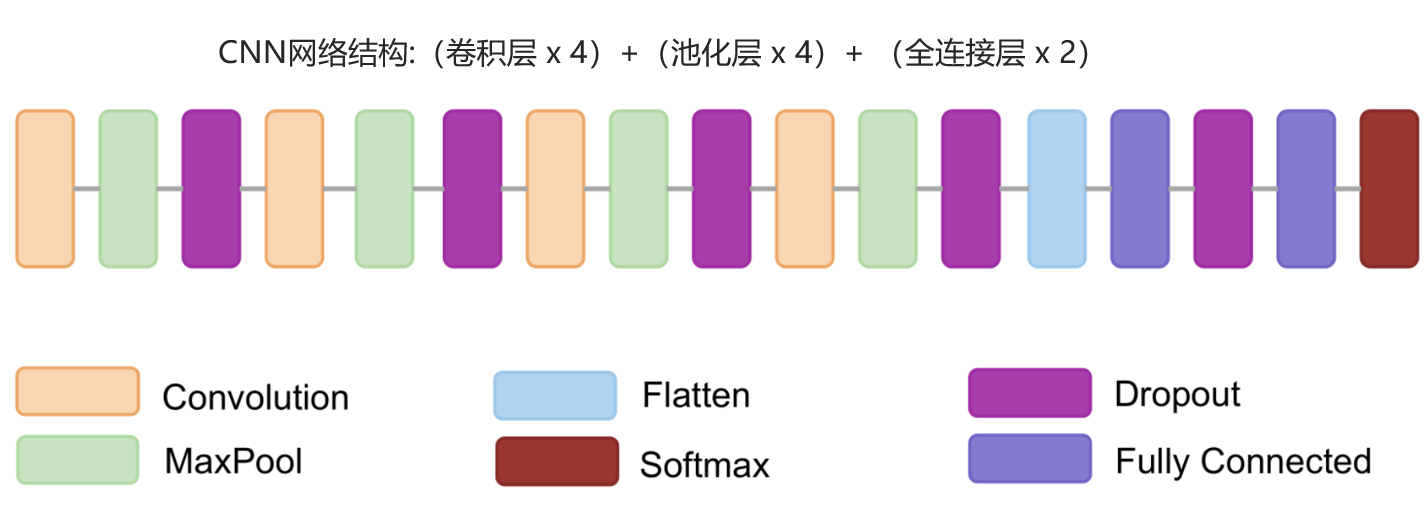 CNN网络结构:（卷积层 x 4）+（池化层 x 4）+ （全连接层 x 2）
Convolution
Flatten
Dropout
MaxPool
Softmax
Fully Connected